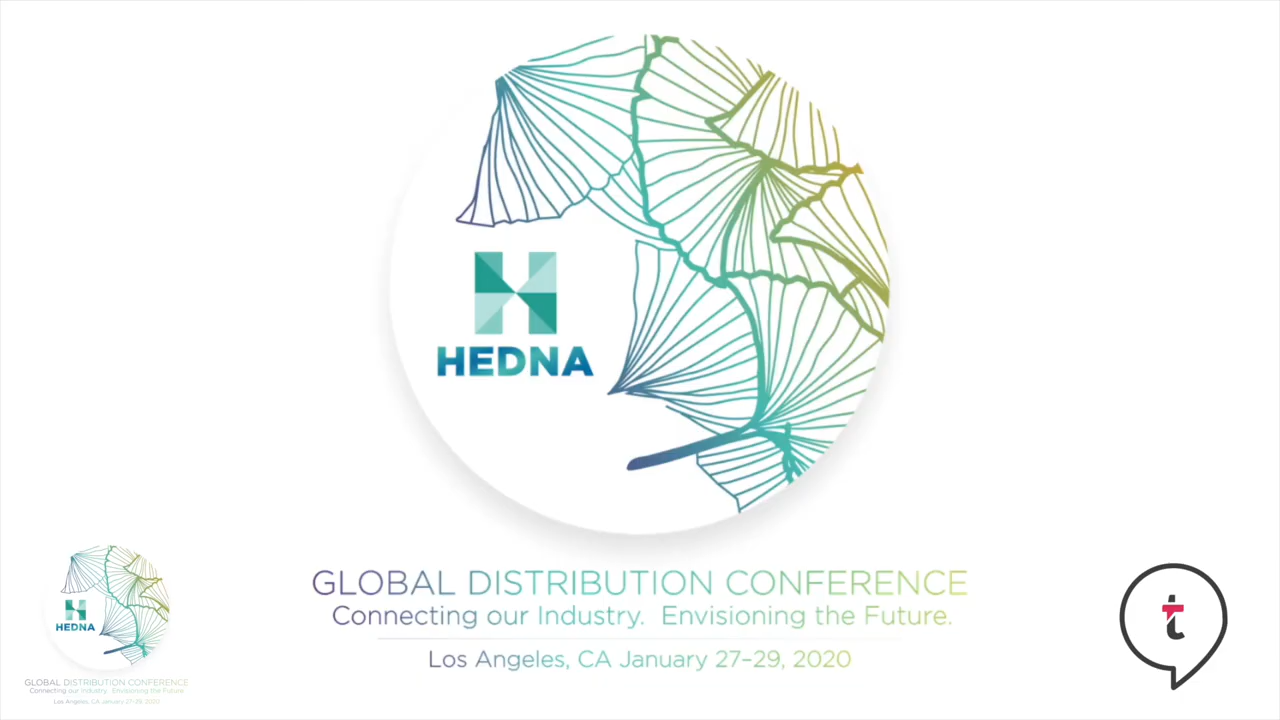 HEDNA
GLOBAL DISTRIBUTION CONFERENCE
Connecting our Industry. Envisioning the Future.
Los Angeles, CA January 27–29, 2020
HEDNA
GLOBAL DISTRIBUTION CONFERENCE
Connecting our Industry. Envisioning the Future.
Los Angeles, CA January 27–29, 2020
t